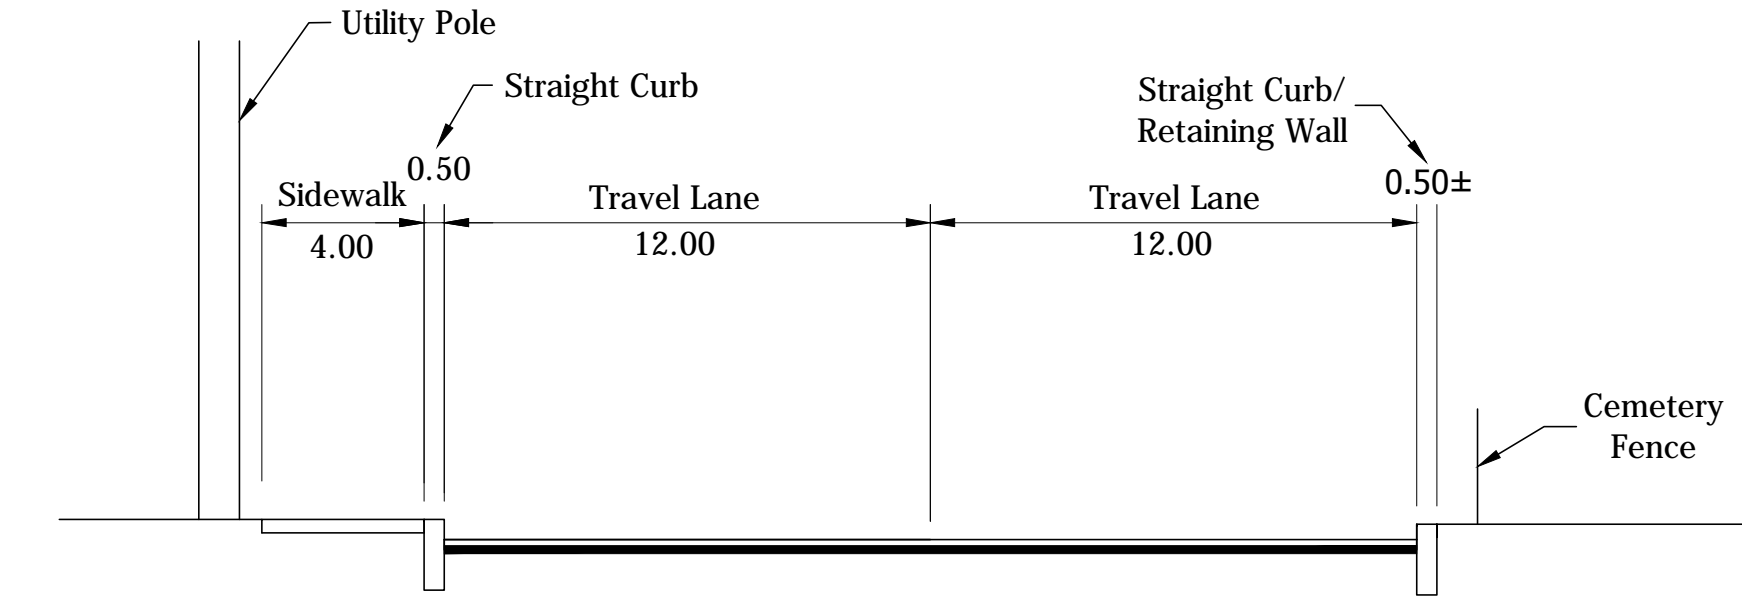 Utility Pole
Straight Curb
Straight Curb/
Retaining Wall
0.50
0.50±
Sidewalk
Travel Lane
Travel Lane
4.00
12.00
12.00
Cemetery
Fence